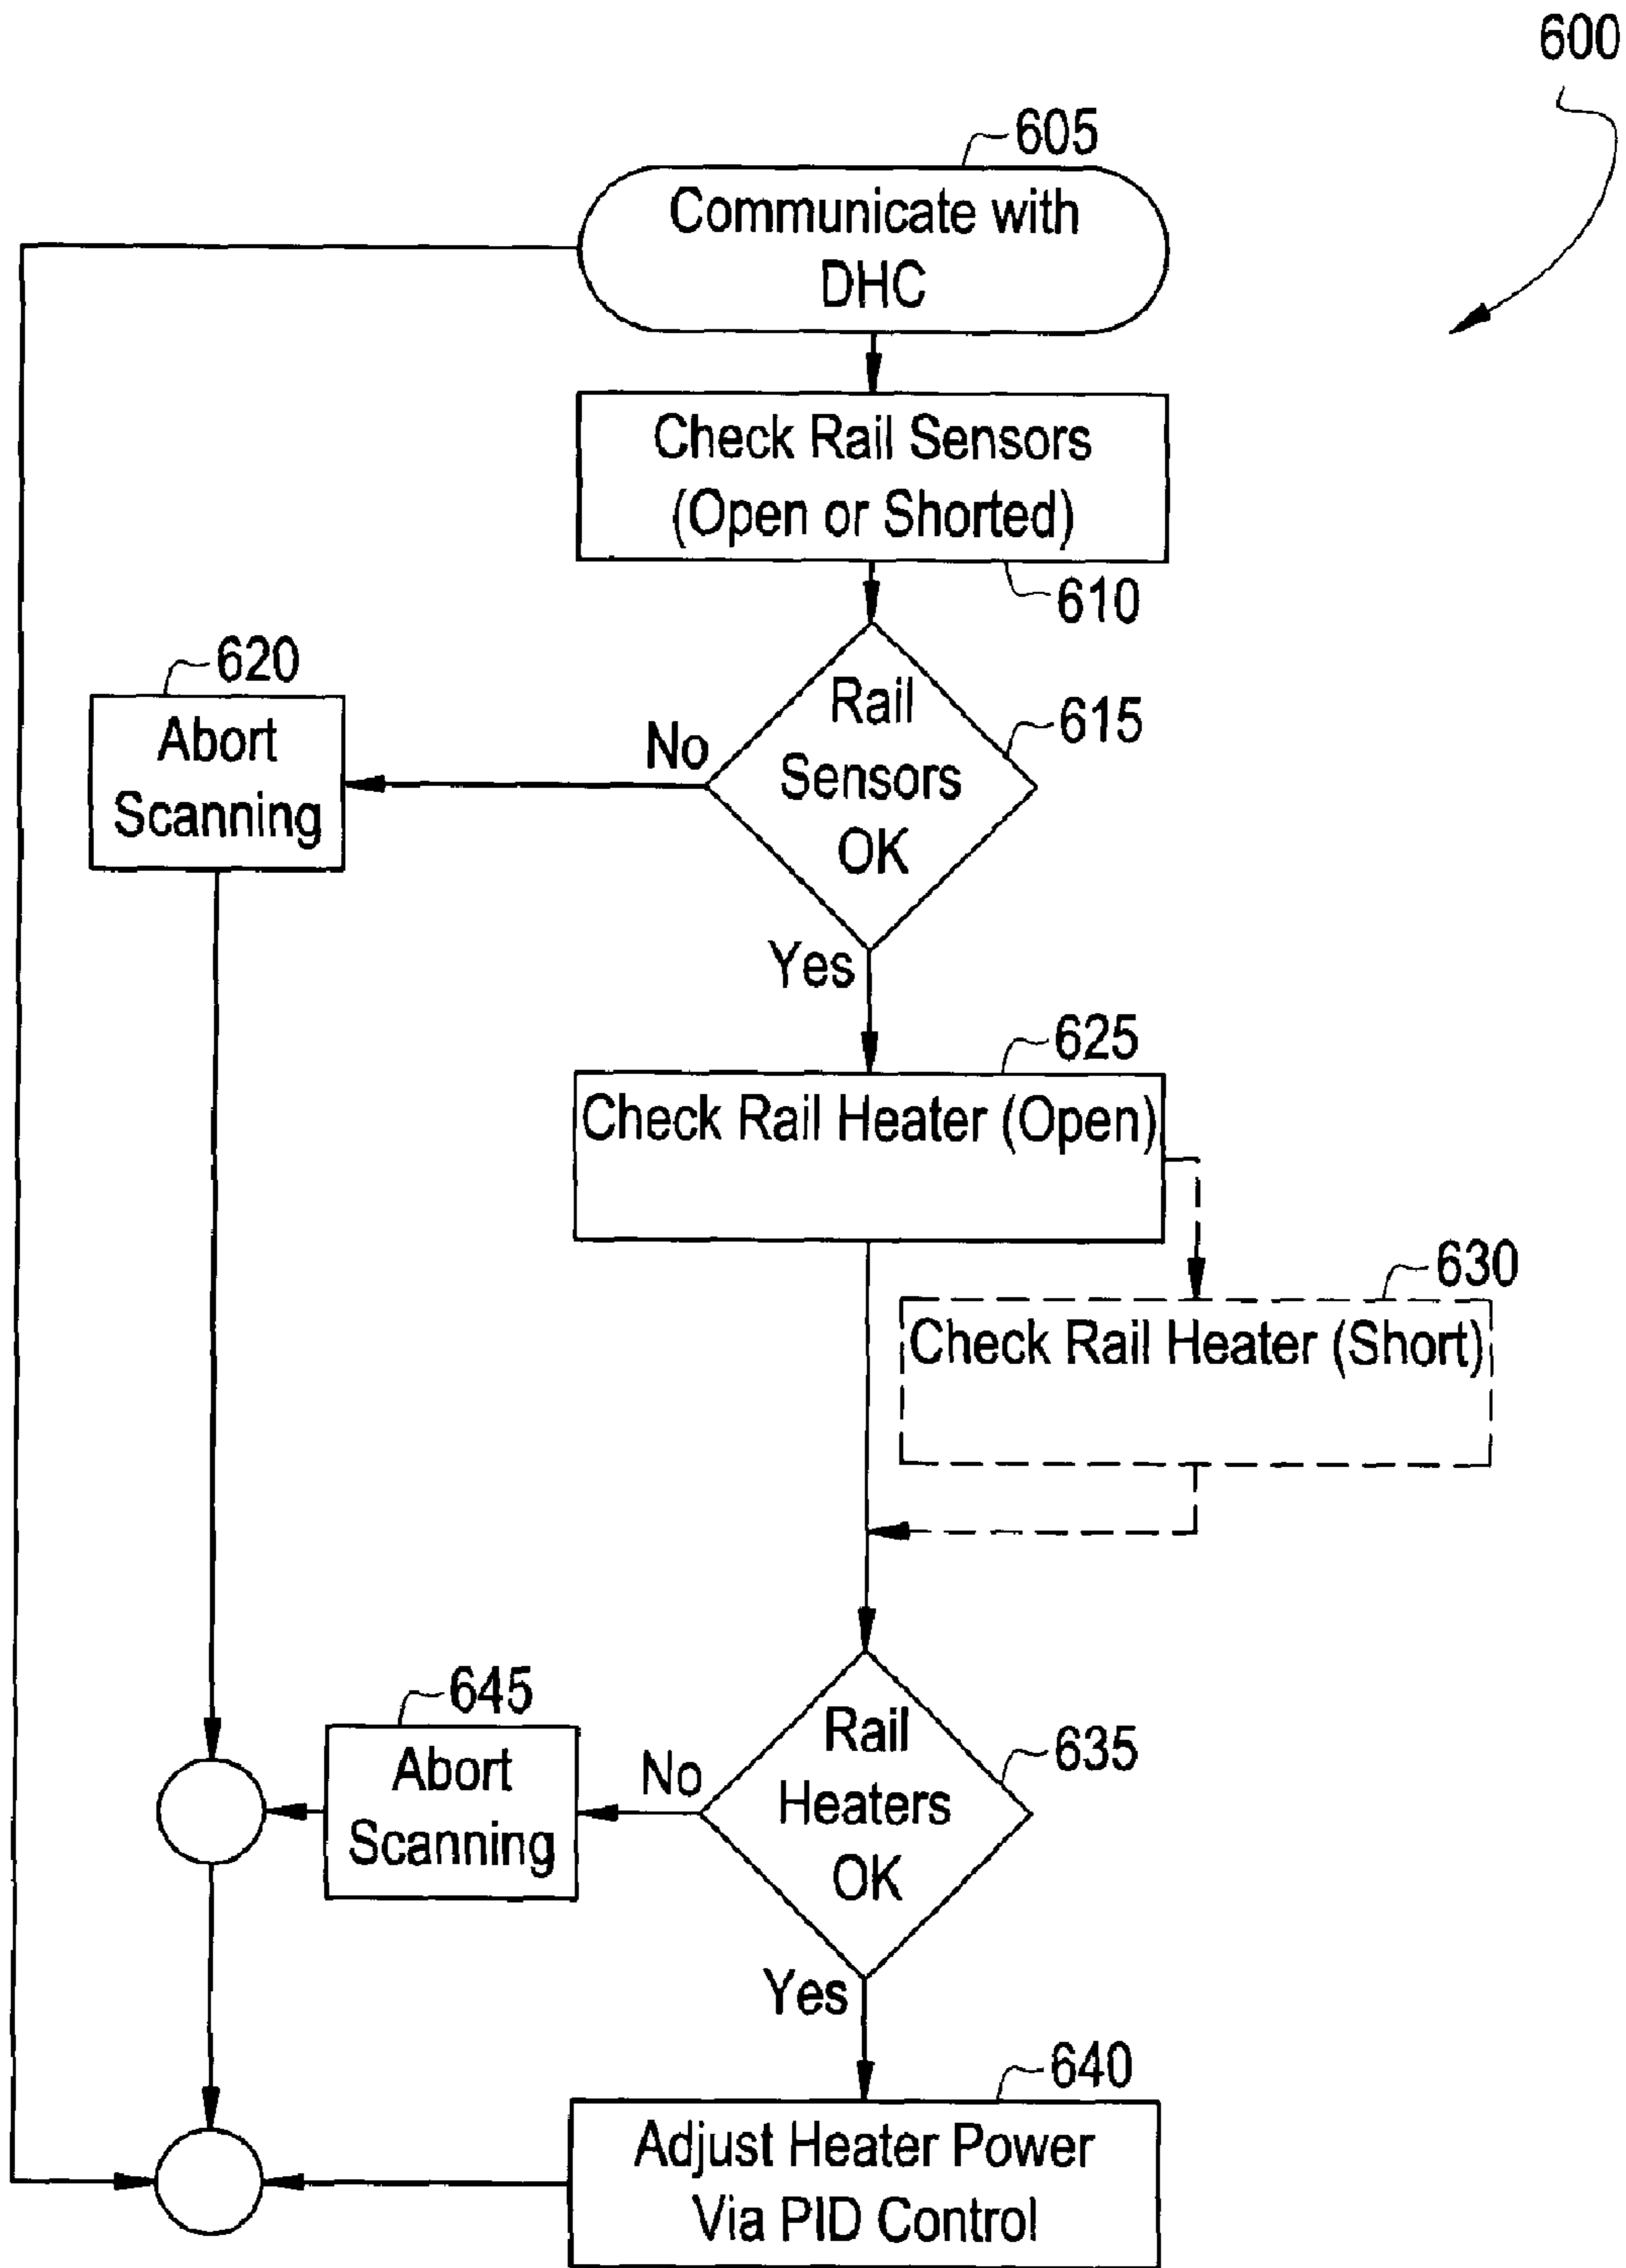 600
605
Communicate with
DHC
Check Rail Sensors
(Open or Shorted)
610
620
Abort
Scanning
No
Rail
Sensors
OK
615
Yes
625
Check Rail Heater (Open)
630
Check Rail Heater (Short)
645
Abort
Scanning
No
Rail
Heaters
OK
635
Yes
640
Adjust Heater Power
Via PID Control